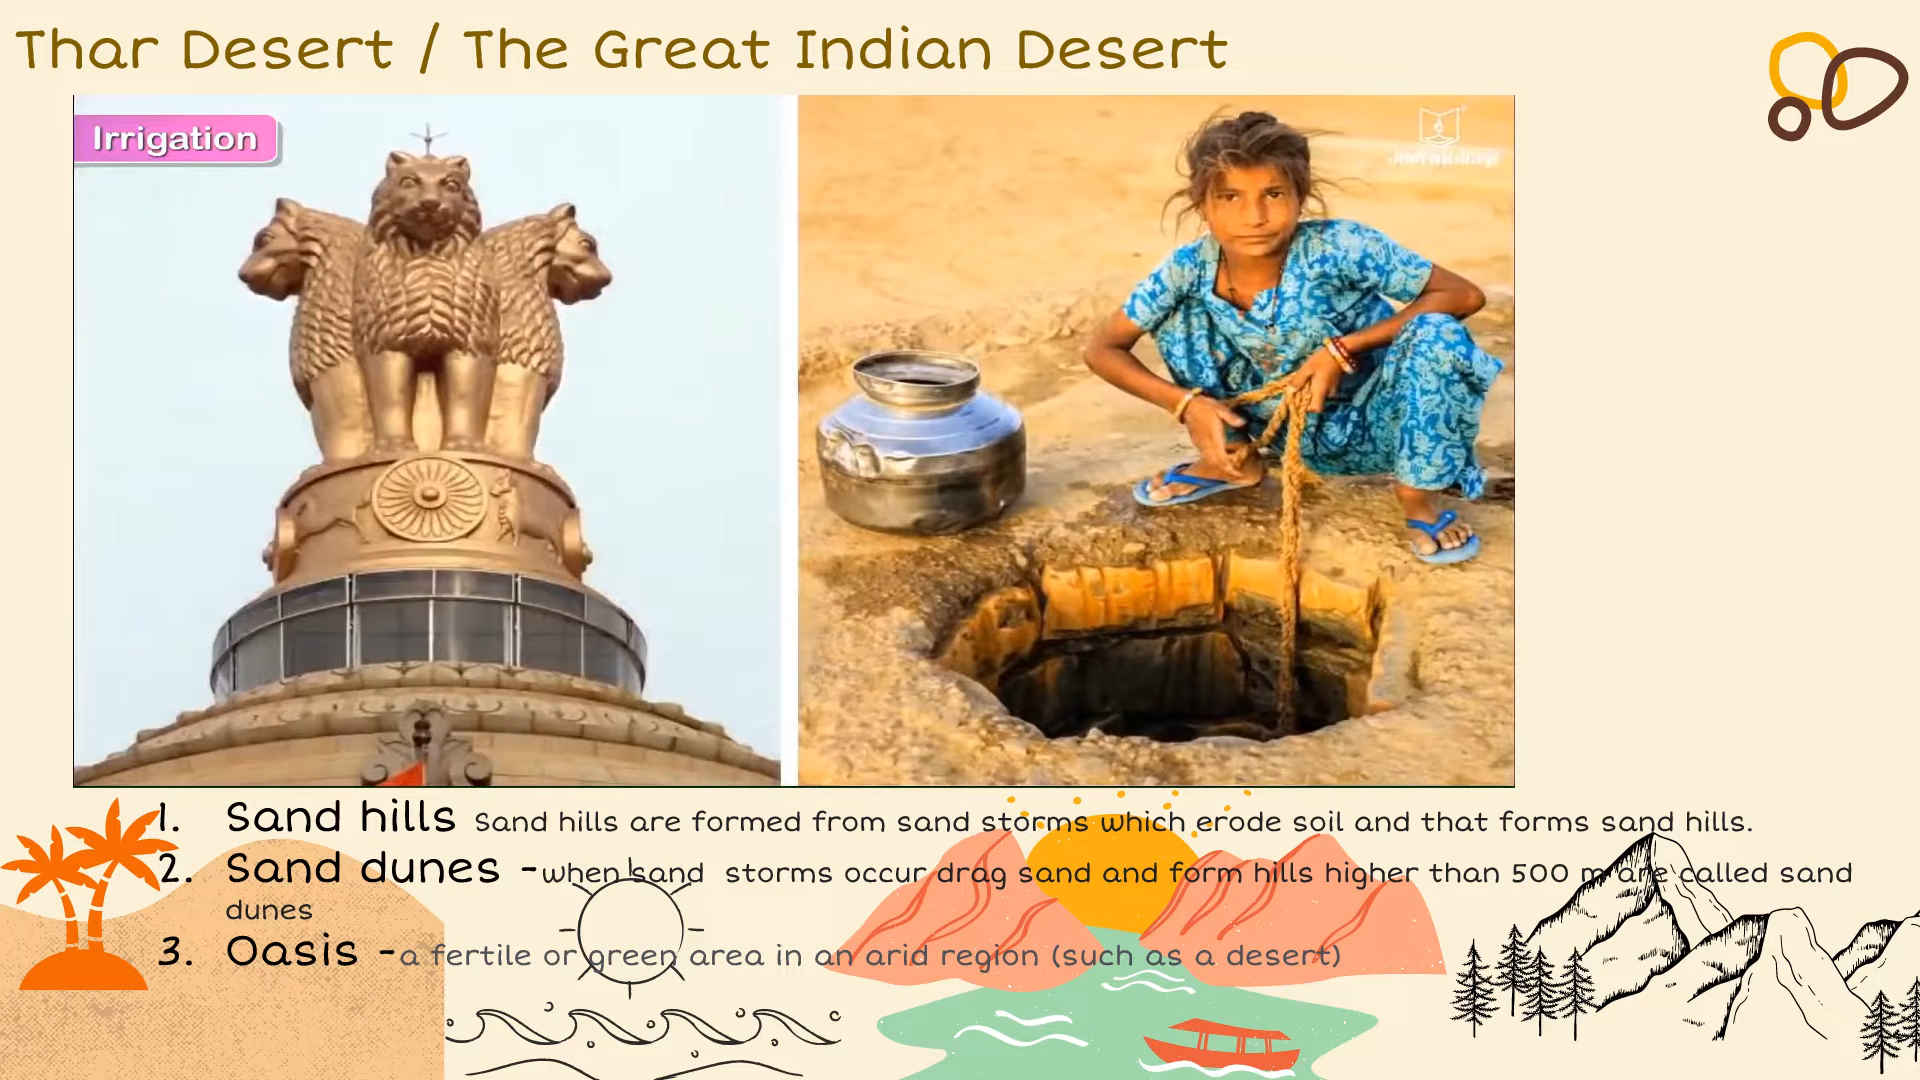 Thar Desert / The Great Indian Desert
Irrigation
1. Sand hills Sand hills are formed from sand storms which erode soil and that forms sand hills.
2. Sand dunes -when sand storms occur drag sand and form hills higher than 500 m are called sand
dunes
3. Oasis -a fertile or green area in an arid region (such as a desert)